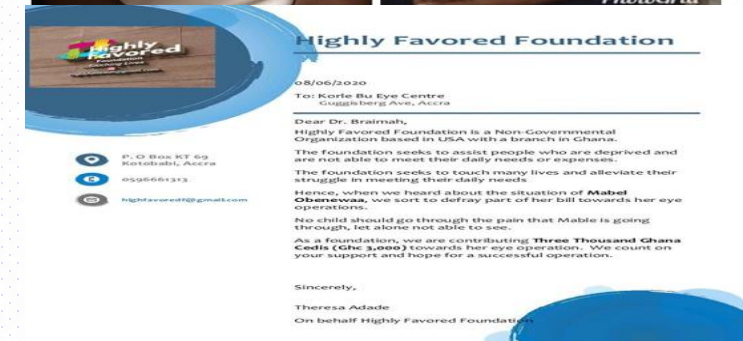 PhotoGrid
Highly
Favored
Foundation
Touching Lives
Highly Favored Foundation
08/06/2020
To: Korle Bu Eye Centre
Guggisberg Ave, Accra
Dear Dr. Braimah,
Highly Favored Foundation is a Non-Governmental
Organization based in USA with a branch in Ghana.
The foundation seeks to assist people who are deprived and
are not able to meet their daily needs or expenses.
The foundation seeks to touch many lives and alleviate their
struggle in meeting their daily needs
Hence, when we heard about the situation of Mabel
Obenewaa, we sort to defray part of her bill towards her eye
operations.
No child should go through the pain that Mable is going
through, let alone not able to see.
As a foundation, we are contributing Three Thousand Ghana
Cedis (Ghc 3,000) towards her eye operation. We count on
your support and hope for a successful operation.
Sincerely,
Theresa Adade
On behalf Highly Favored Foundation
P. O Box KT 69
Kotobabi, Accra
0596661313
highfavoredf@gmail.com